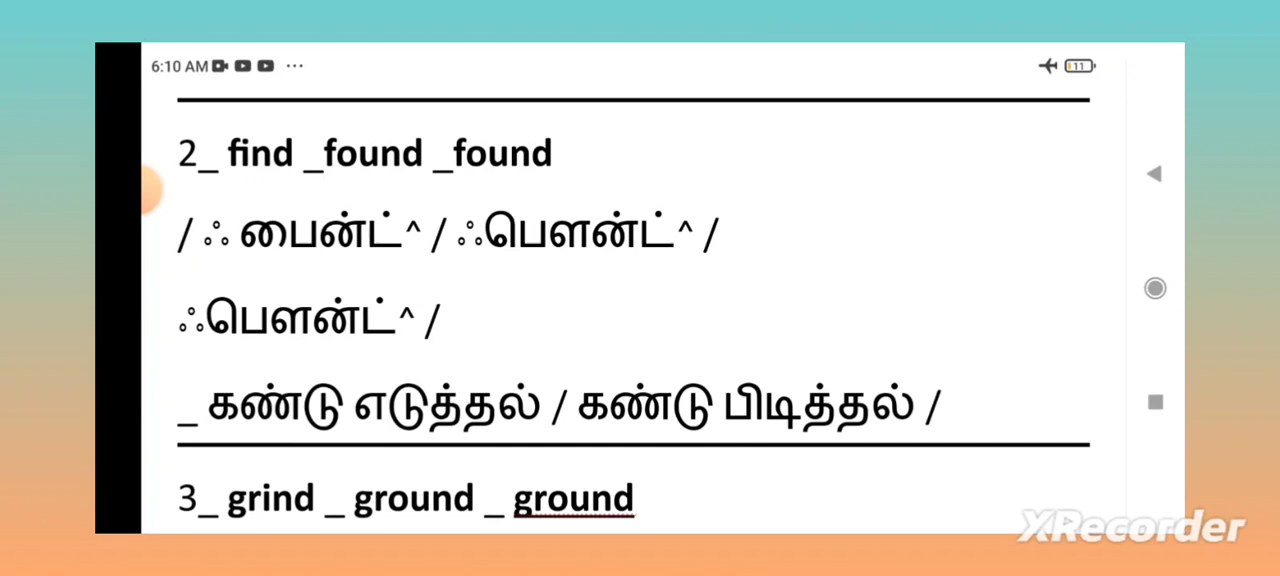 6:10 AM ... 11
2_ find _found _found
/ ஃ பைன்ட்^ / ஃபௌன்ட்^ /
ஃபௌன்ட்^ /
_ கண்டு எடுத்தல் / கண்டு பிடித்தல் /
3_ grind _ ground _ ground
XRecorder